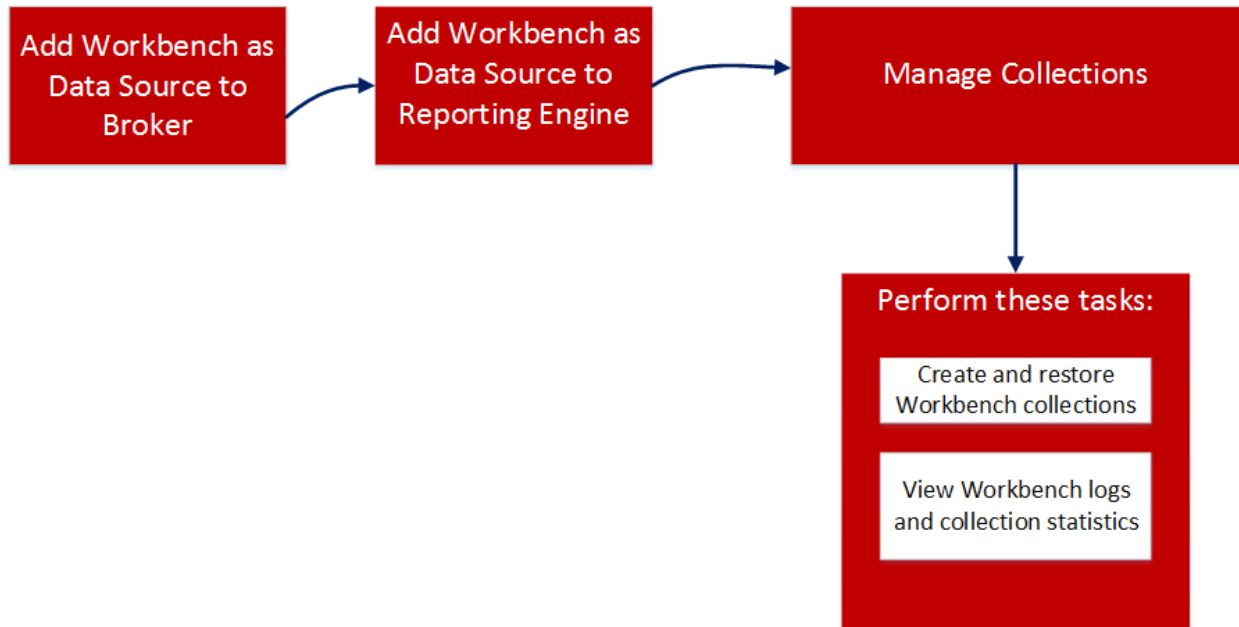 Add Workbench as
Data Source to
Broker
Add Workbench as
Data Source to
Reporting Engine
Manage Collections
Perform these tasks:
Create and restore
Workbench collections
View Workbench logs
and collection statistics